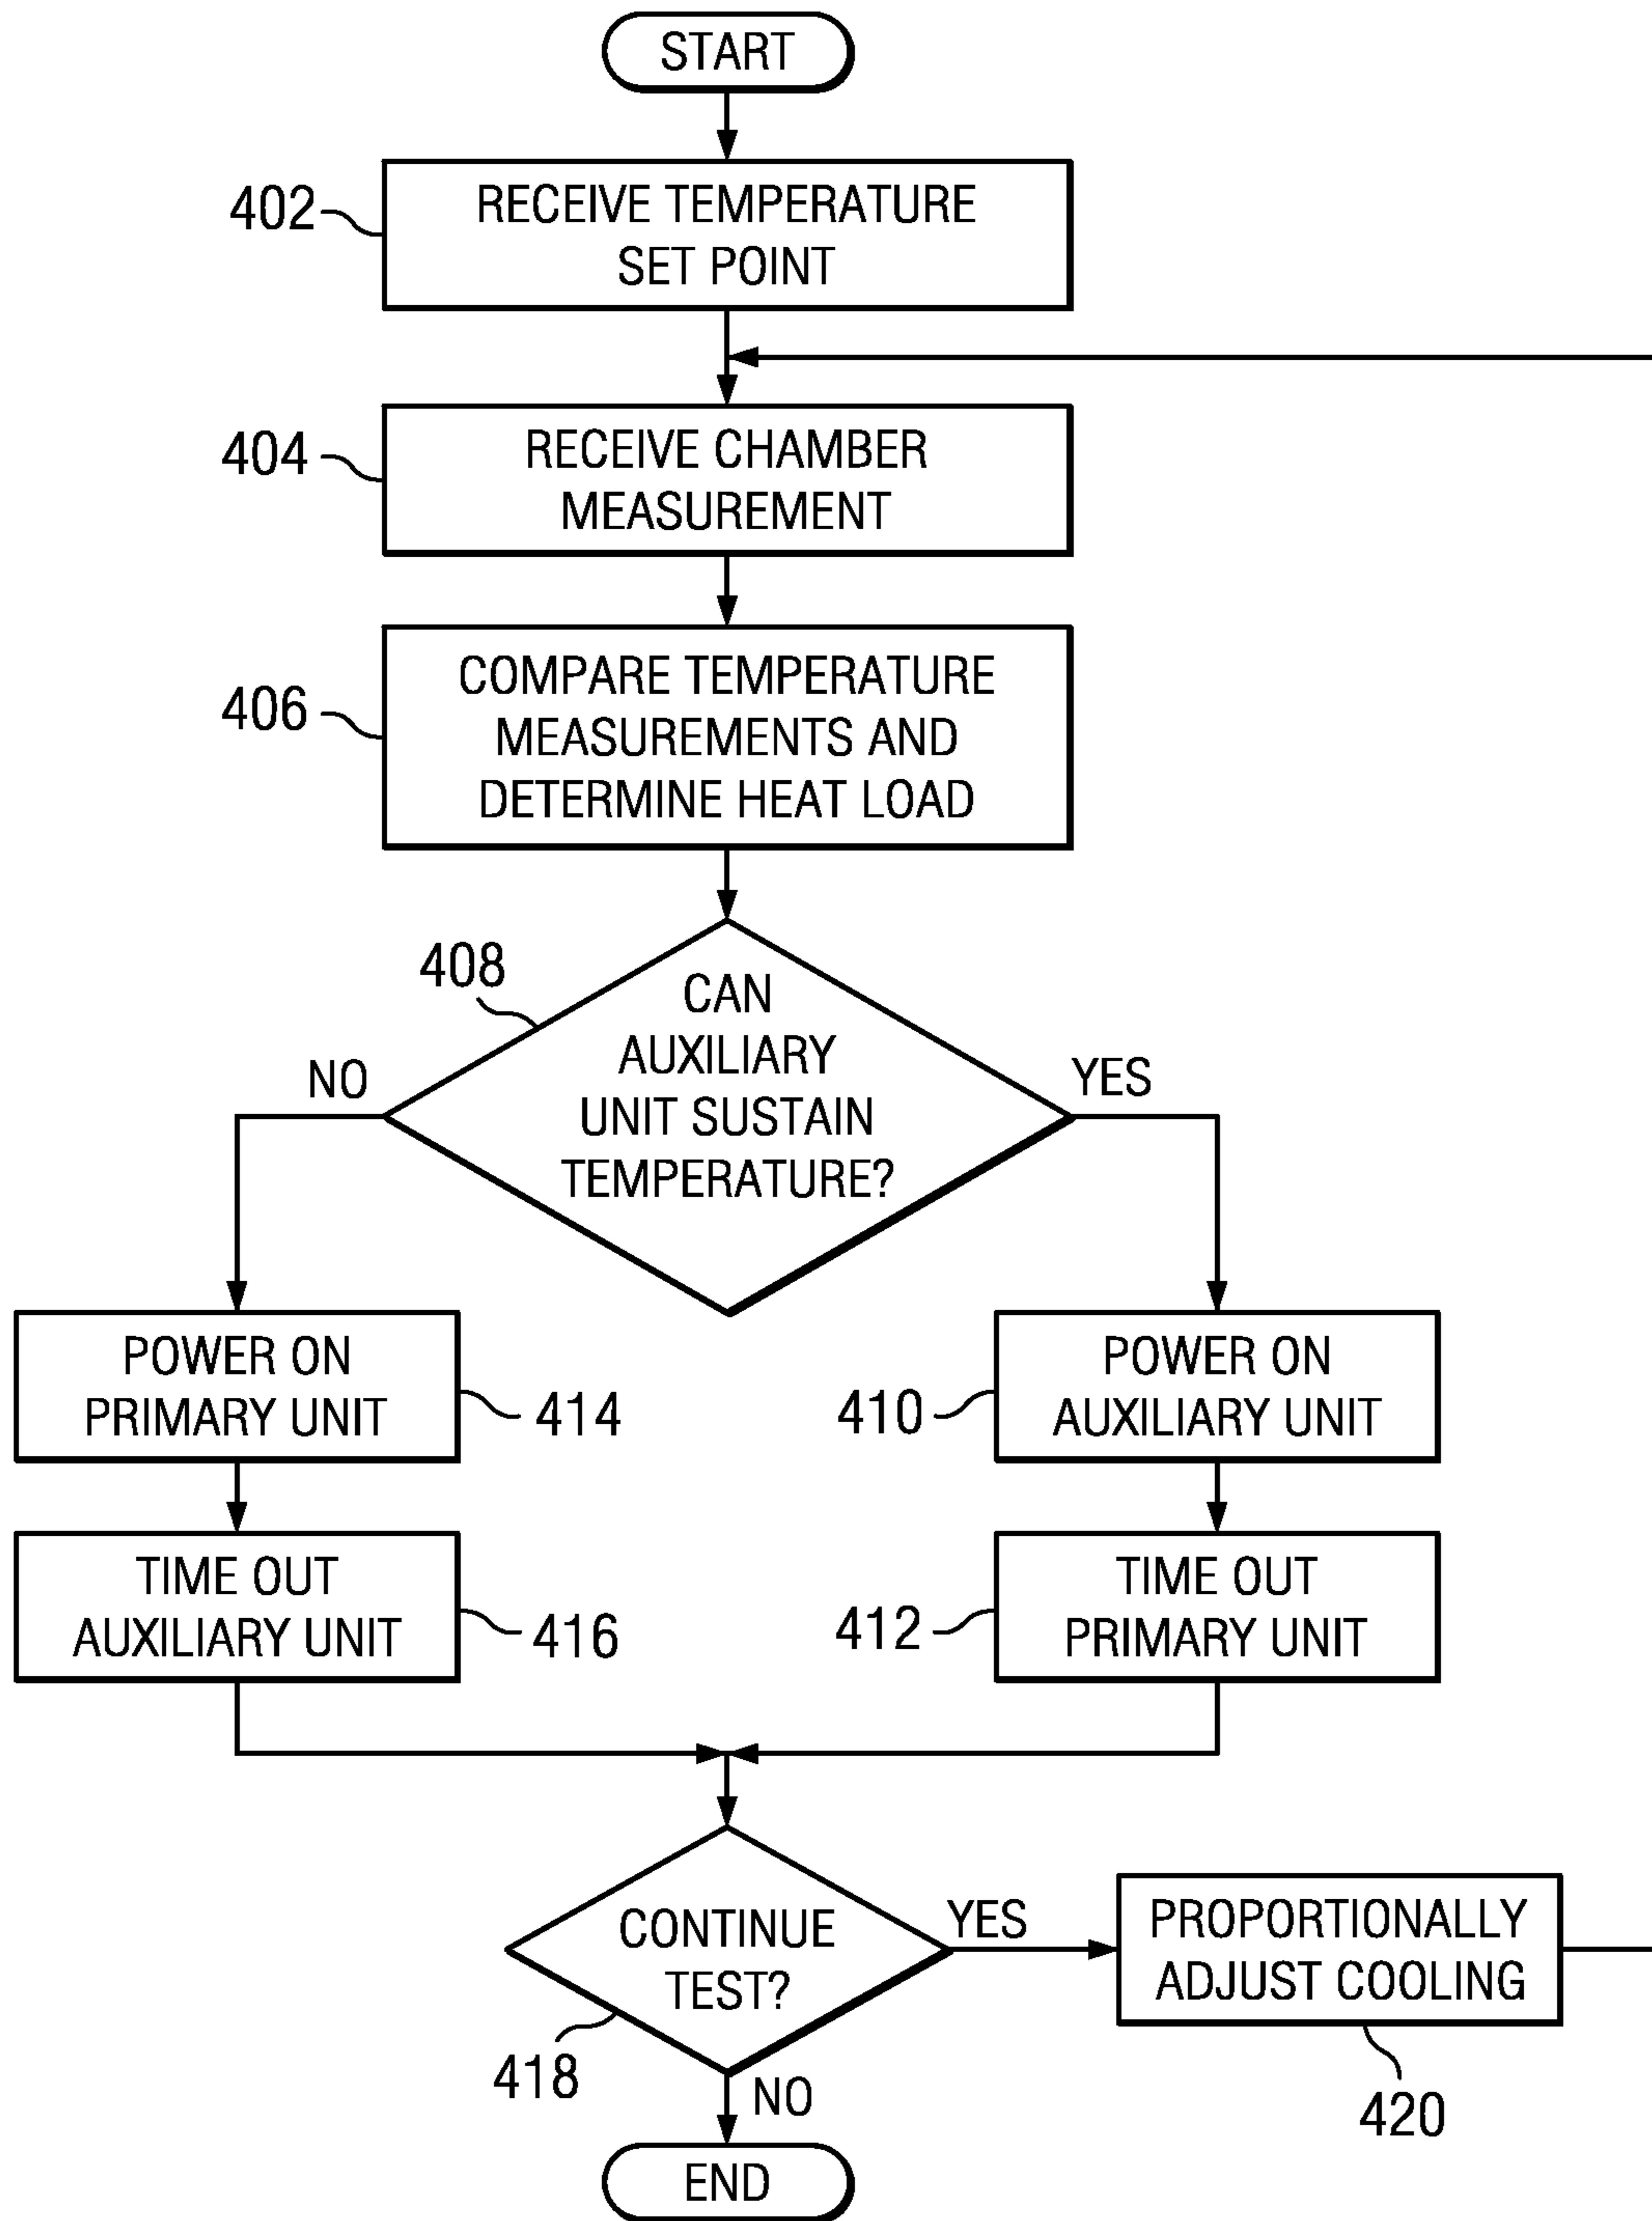 START
402
RECEIVE TEMPERATURE
SET POINT
404
RECEIVE CHAMBER
MEASUREMENT
406
COMPARE TEMPERATURE
MEASUREMENTS AND
DETERMINE HEAT LOAD
408
CAN
AUXILIARY
UNIT SUSTAIN
TEMPERATURE?
NO
YES
POWER ON
PRIMARY UNIT
414
410
POWER ON
AUXILIARY UNIT
TIME OUT
AUXILIARY UNIT
416
412
TIME OUT
PRIMARY UNIT
CONTINUE
TEST?
418
YES
PROPORTIONALLY
ADJUST COOLING
420
NO
END